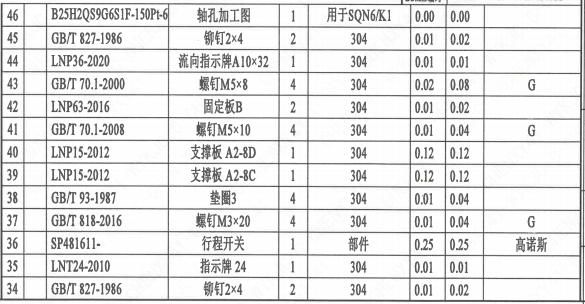 46 B25H2QS9G6S1F-150Pt-6 轴孔加工图 1 用于SQN6/K1 0.00 0.00
45 GB/T 827-1986 铆钉2×4 2 304 0.01 0.02
44 LNP36-2020 流向指示牌A10×32 1 304 0.01 0.01
43 GB/T 70.1-2000 螺钉M5×8 4 304 0.02 0.08 G
42 LNP63-2016 固定板B 2 304 0.01 0.02
41 GB/T 70.1-2008 螺钉M5×10 4 304 0.01 0.04 G
40 LNP15-2012 支撑板 A2-8D 1 304 0.12 0.12
39 LNP15-2012 支撑板 A2-8C 1 304 0.12 0.12
38 GB/T 93-1987 垫圈3 4 304 0.01 0.04
37 GB/T 818-2016 螺钉M3×20 4 304 0.01 0.04 G
36 SP481611- 行程开关 1 部件 0.25 0.25 高诺斯
35 LNT24-2010 指示牌 24 1 304 0.01 0.01
34 GB/T 827-1986 铆钉2×4 2 304 0.01 0.02